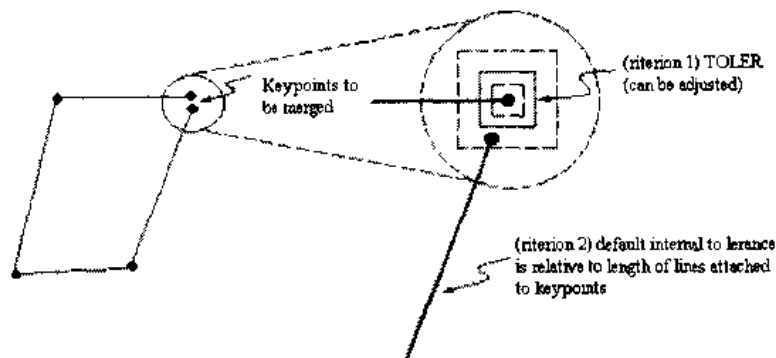 Keypoints to
be merged
(riterion 1) TOLER
(can be adjusted)
(riterion 2) default internal to lerance
is relative to length of lines attached
to keypoints